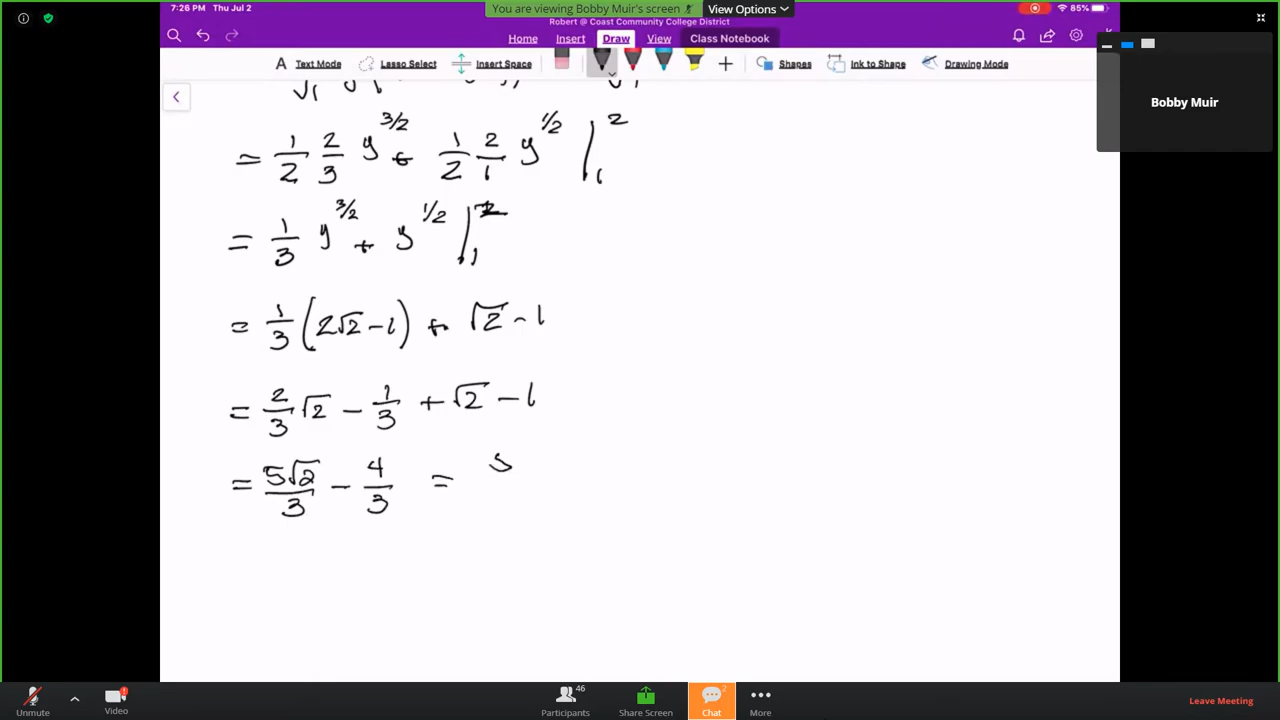 7:26 PM Thu Jul 2
You are viewing Bobby Muir's screen
View Options
85%
Robert @ Coast Community College District
Home Insert Draw View Class Notebook
A Text Mode Lasso Select Insert Space Shapes Ink to Shape Drawing Mode
Bobby Muir
= 1/2 2/3 y^3/2 + 1/2 2/1 y^1/2 |_1^2
= 1/3 y^3/2 + y^1/2 |_1^2
= 1/3 (2√2 - 1) + √2 - 1
= 2/3 √2 - 1/3 + √2 - 1
= 5√2/3 - 4/3 = 5
Unmute Video 46 Participants Share Screen 2 Chat More Leave Meeting